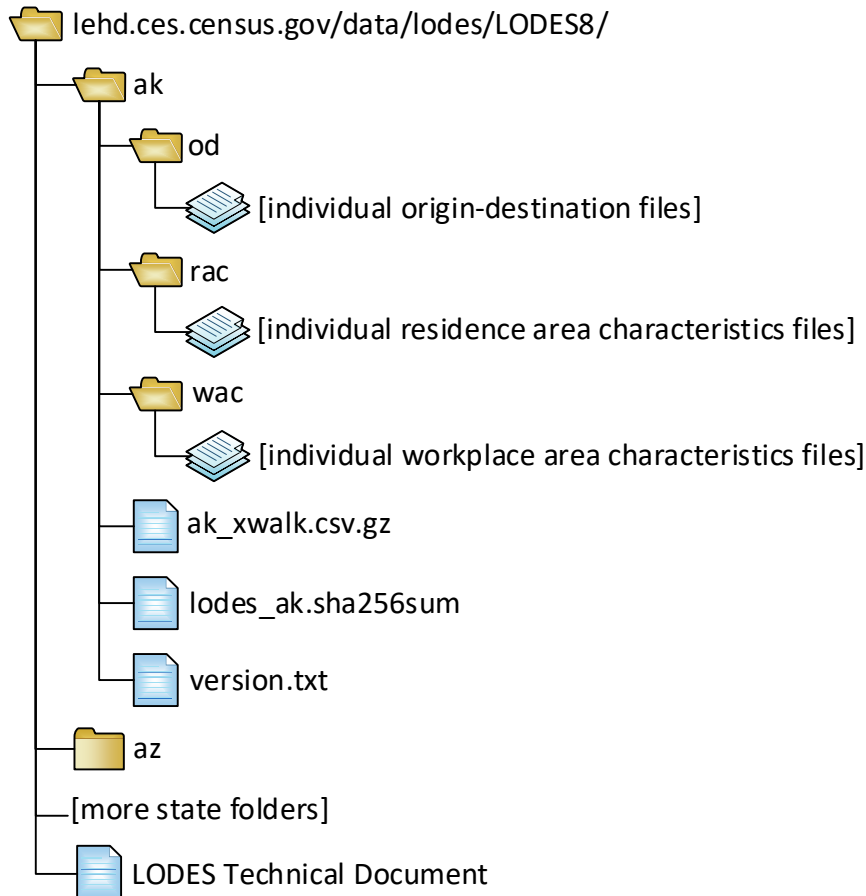 lehd.ces.census.gov/data/lodes/LODES8/
ak
od
[individual origin-destination files]
rac
[individual residence area characteristics files]
wac
[individual workplace area characteristics files]
ak_xwalk.csv.gz
lodes_ak.sha256sum
version.txt
az
[more state folders]
LODES Technical Document